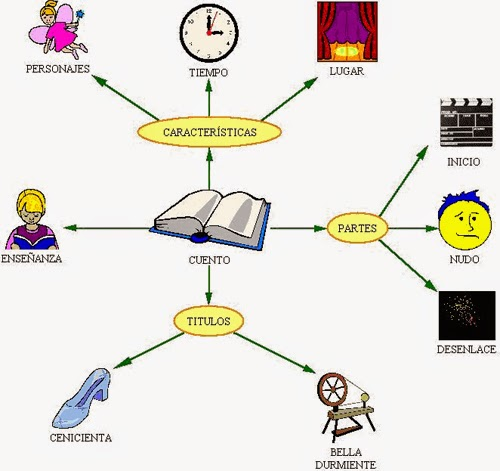 PERSONAJES
TIEMPO
LUGAR
CARACTERÍSTICAS
INICIO
ENSEÑANZA
CUENTO
PARTES
NUDO
TITULOS
DESENLACE
CENICIENTA
BELLA
DURMIENTE